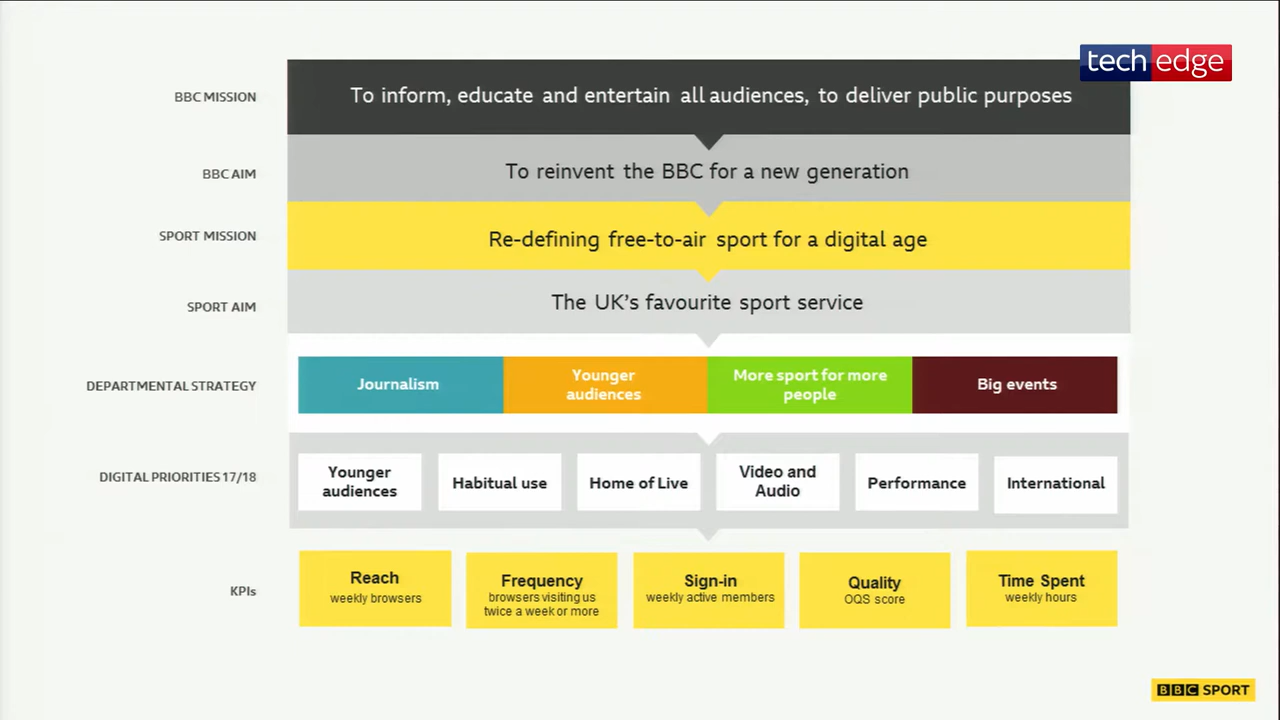 tech edge
BBC MISSION
To inform, educate and entertain all audiences, to deliver public purposes
BBC AIM
To reinvent the BBC for a new generation
SPORT MISSION
Re-defining free-to-air sport for a digital age
SPORT AIM
The UK's favourite sport service
DEPARTMENTAL STRATEGY
Journalism
Younger
audiences
More sport for more
people
Big events
DIGITAL PRIORITIES 17/18
Younger
audiences
Habitual use
Home of Live
Video and
Audio
Performance
International
KPIs
Reach
weekly browsers
Frequency
browsers visiting us
twice a week or more
Sign-in
weekly active members
Quality
OQS score
Time Spent
weekly hours
BBC SPORT